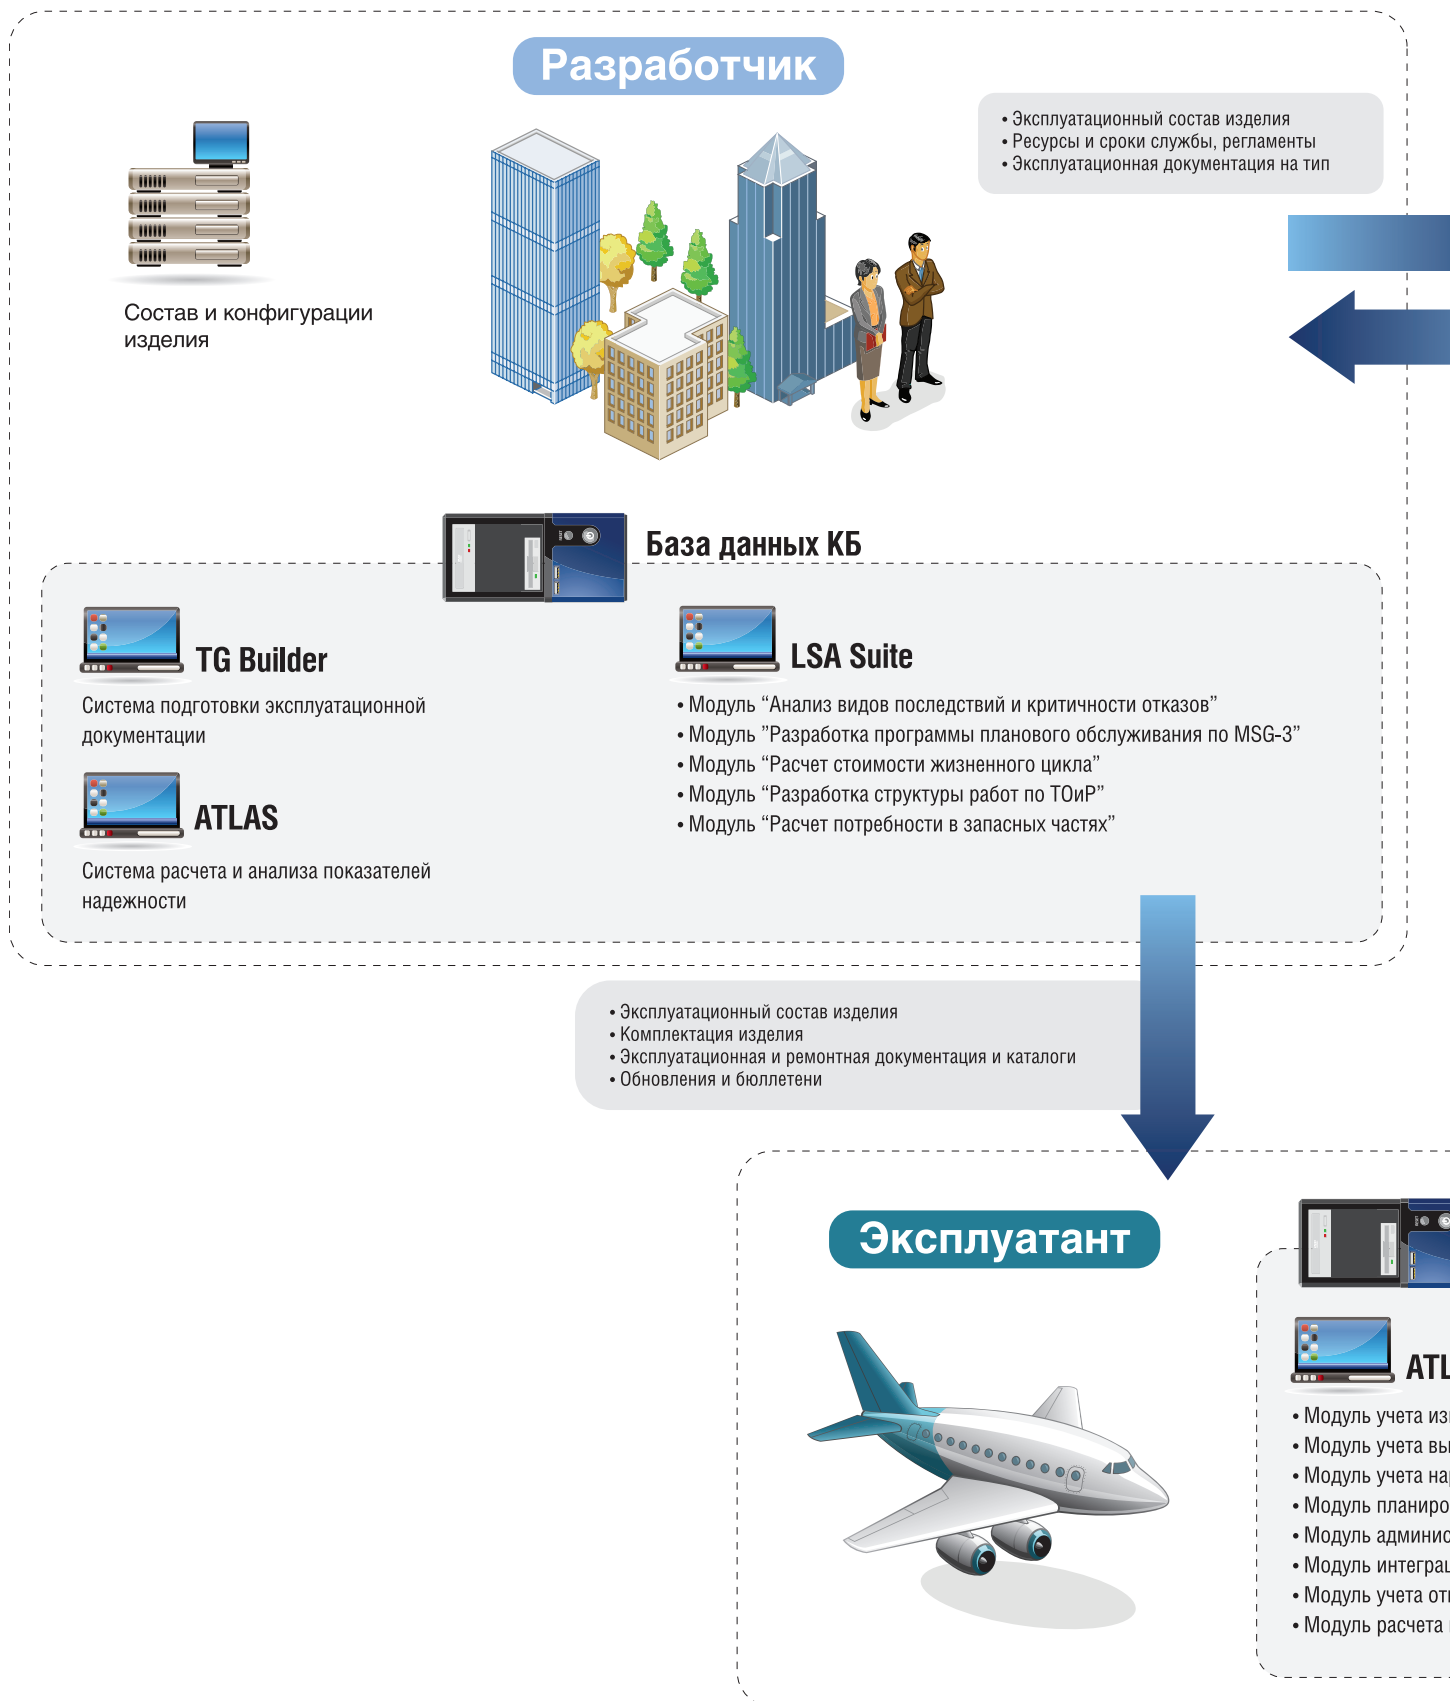 Разработчик
• Эксплуатационный состав изделия
• Ресурсы и сроки службы, регламенты
• Эксплуатационная документация на тип
Состав и конфигурации
изделия
База данных КБ
TG Builder
Система подготовки эксплуатационной
документации
ATLAS
Система расчета и анализа показателей
надежности
LSA Suite
• Модуль “Анализ видов последствий и критичности отказов”
• Модуль ”Разработка программы планового обслуживания по MSG-3”
• Модуль “Расчет стоимости жизненного цикла”
• Модуль “Разработка структуры работ по ТОиР”
• Модуль “Расчет потребности в запасных частях”
• Эксплуатационный состав изделия
• Комплектация изделия
• Эксплуатационная и ремонтная документация и каталоги
• Обновления и бюллетени
Эксплуатант
• Модуль учета
• Модуль учета
• Модуль учета
• Модуль
• Модуль
• Модуль
• Модуль учета
• Модуль расчета